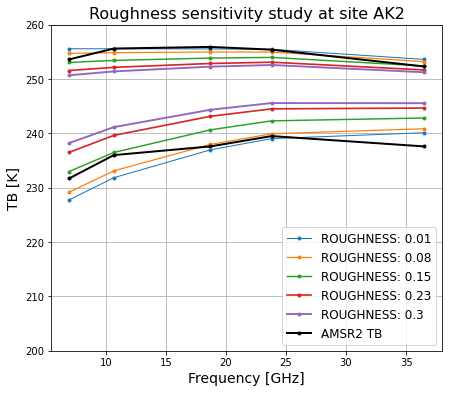 Roughness sensitivity study at site AK2
260
250
240
230
220
210
200
TB [K]
ROUGHNESS: 0.01
ROUGHNESS: 0.08
ROUGHNESS: 0.15
ROUGHNESS: 0.23
ROUGHNESS: 0.3
AMSR2 TB
10 15 20 25 30 35
Frequency [GHz]